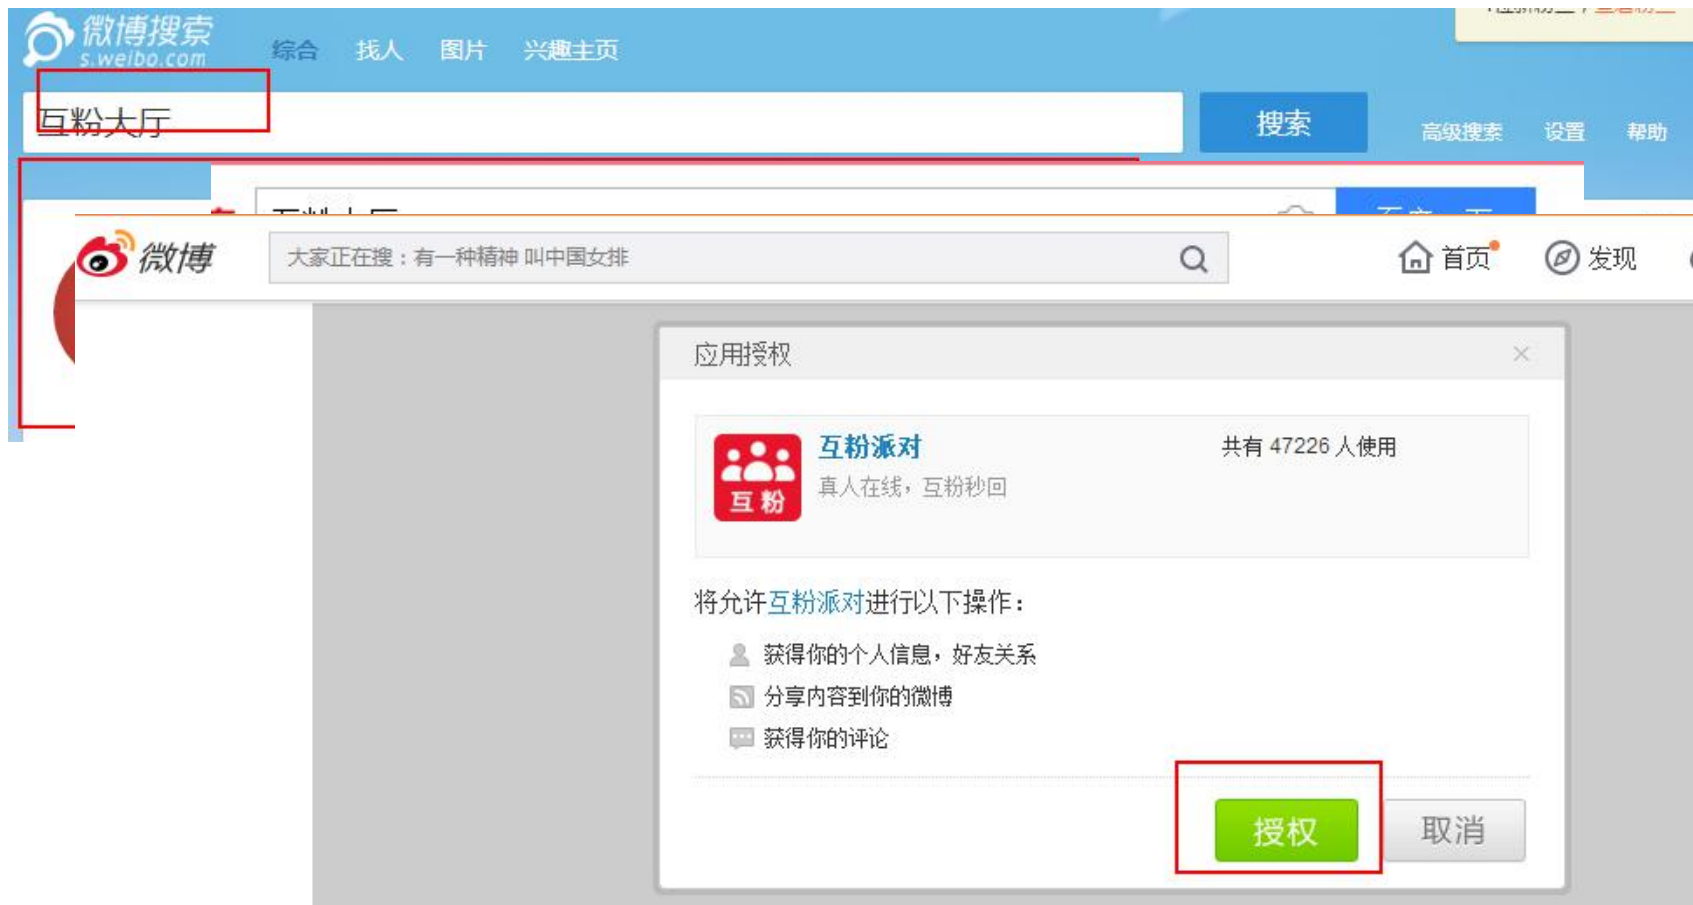 微博搜索
s.weibo.com
综合 找人 图片 兴趣主页
互粉大厅
搜索
高级搜索 设置 帮助
互粉大厅
微博
大家正在搜：有一种精神 叫中国女排
首页 发现
应用授权
互粉派对
共有 47226 人使用
真人在线，互粉秒回
互粉
将允许互粉派对进行以下操作：
获得你的个人信息，好友关系
分享内容到你的微博
获得你的评论
授权 取消